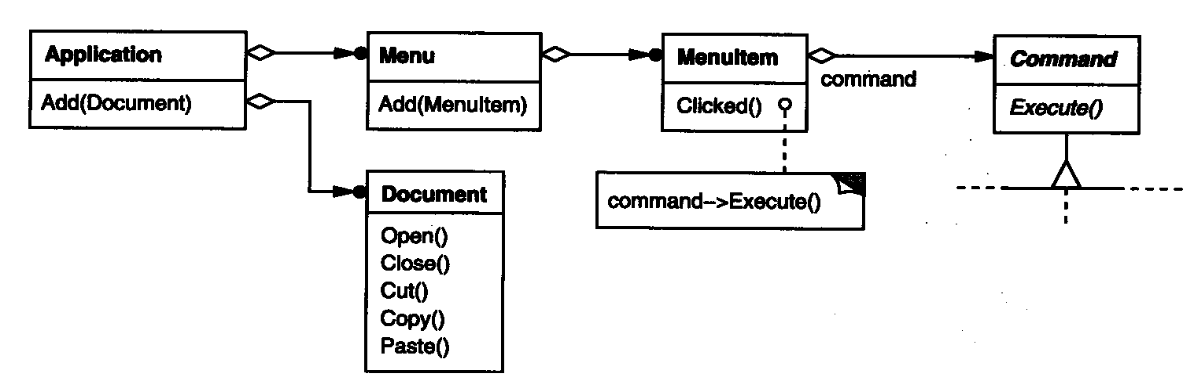 Application
Add(Document)
Menu
Add(MenuItem)
MenuItem
Clicked()
command
Command
Execute()
command–>Execute()
Document
Open()
Close()
Cut()
Copy()
Paste()